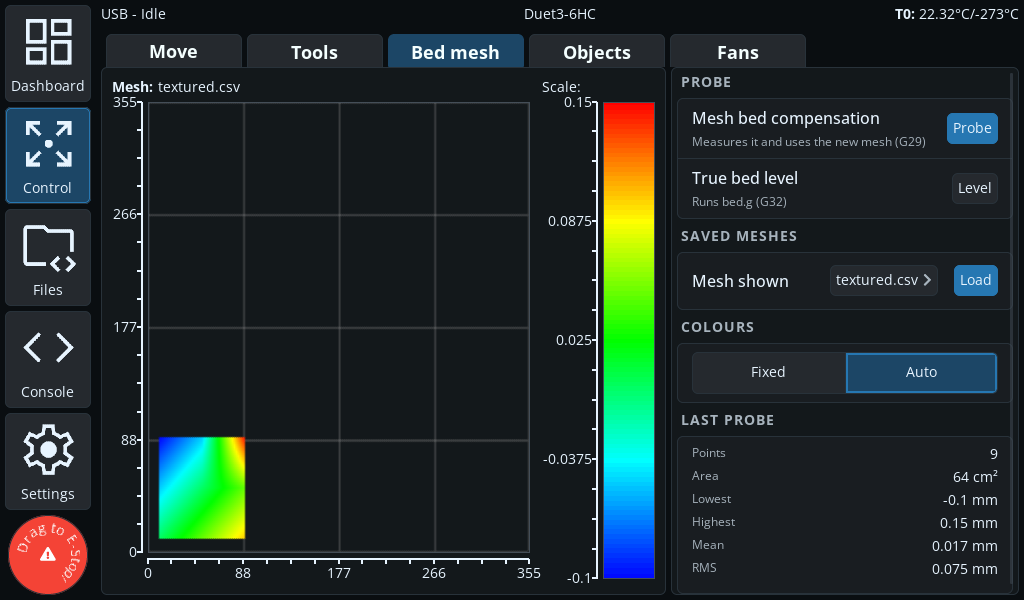 USB - Idle
Duet3-6HC
T0: 22.32°C/-273°C
Dashboard
Control
Files
Console
Settings
Drag to E-Stop!
Move
Tools
Bed mesh
Objects
Fans
Mesh: textured.csv
Scale:
355
266
177
88
0
0
88
177
266
355
0.15
0.0875
0.025
-0.0375
-0.1
PROBE
Mesh bed compensation
Measures it and uses the new mesh (G29)
Probe
True bed level
Runs bed.g (G32)
Level
SAVED MESHES
Mesh shown
textured.csv
Load
COLOURS
Fixed
Auto
LAST PROBE
Points 9
Area 64 cm²
Lowest -0.1 mm
Highest 0.15 mm
Mean 0.017 mm
RMS 0.075 mm